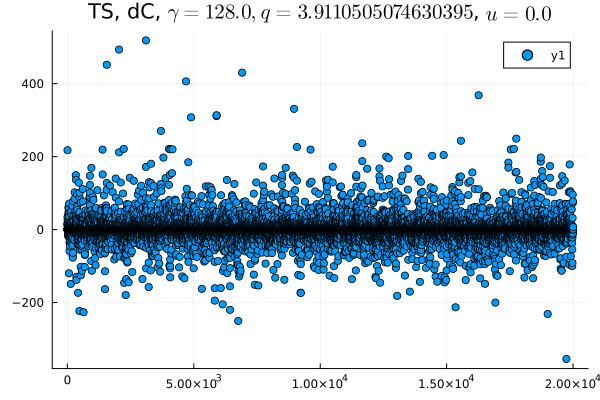 TS, dC, γ = 128.0, q = 3.9110505074630395, u = 0.0
y1
400
200
0
−200
0 5.00×10³ 1.00×10⁴ 1.50×10⁴ 2.00×10⁴